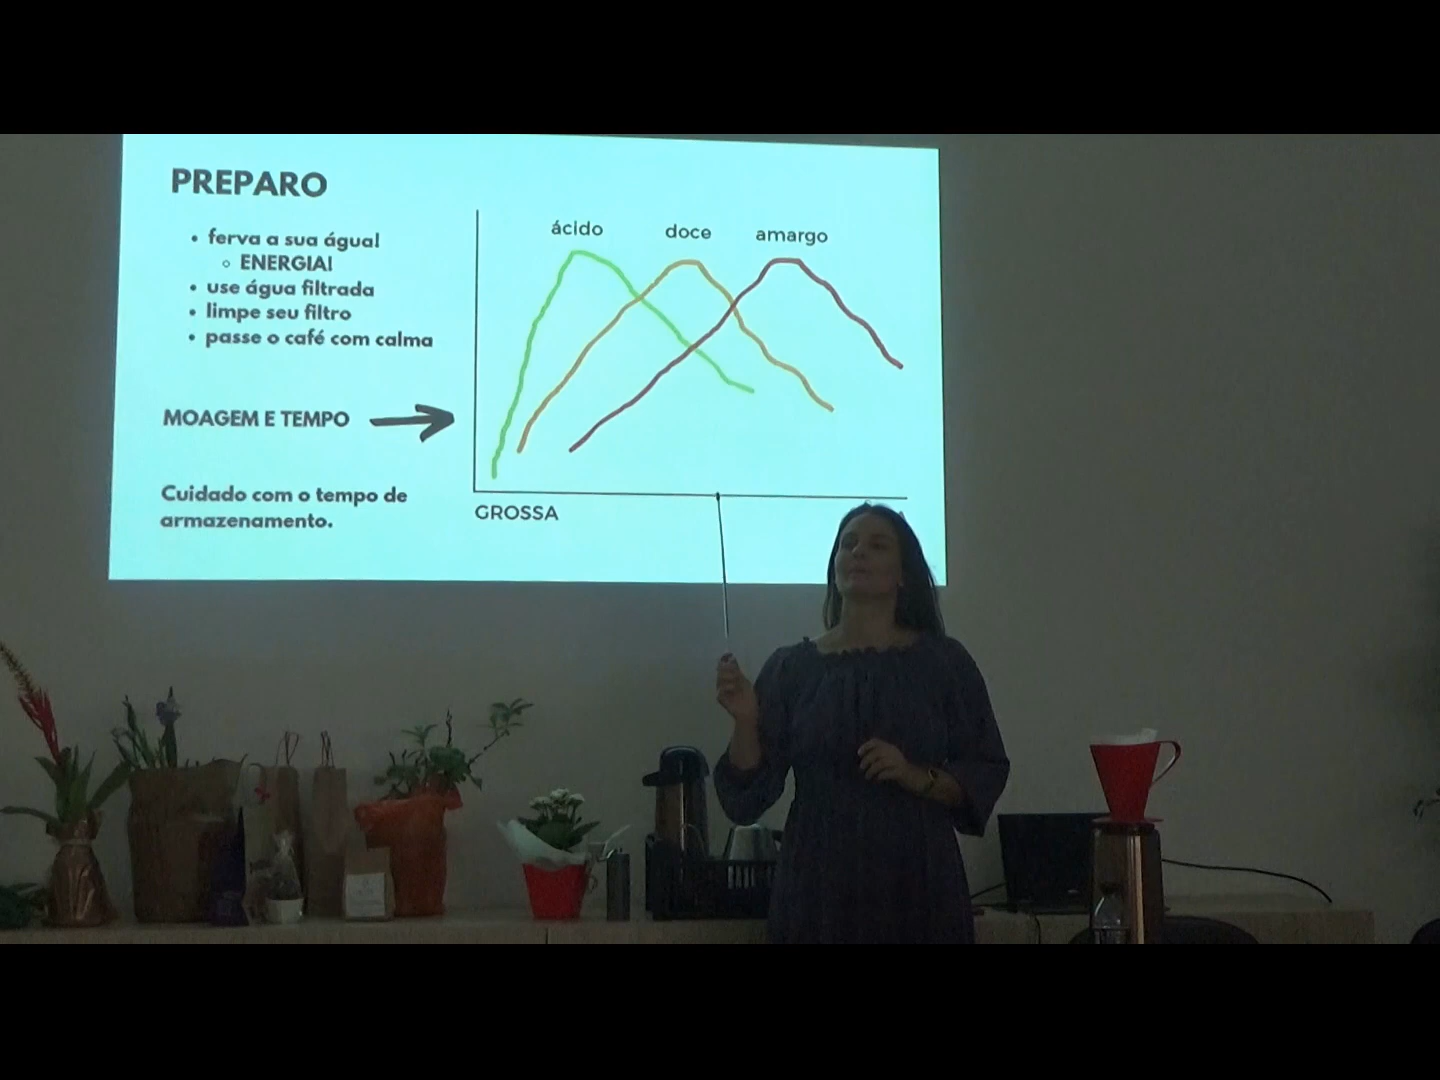 PREPARO
• ferva a sua água!
◦ ENERGIA!
• use água filtrada
• limpe seu filtro
• passe o café com calma
MOAGEM E TEMPO
Cuidado com o tempo de
armazenamento.
ácido
doce
amargo
GROSSA